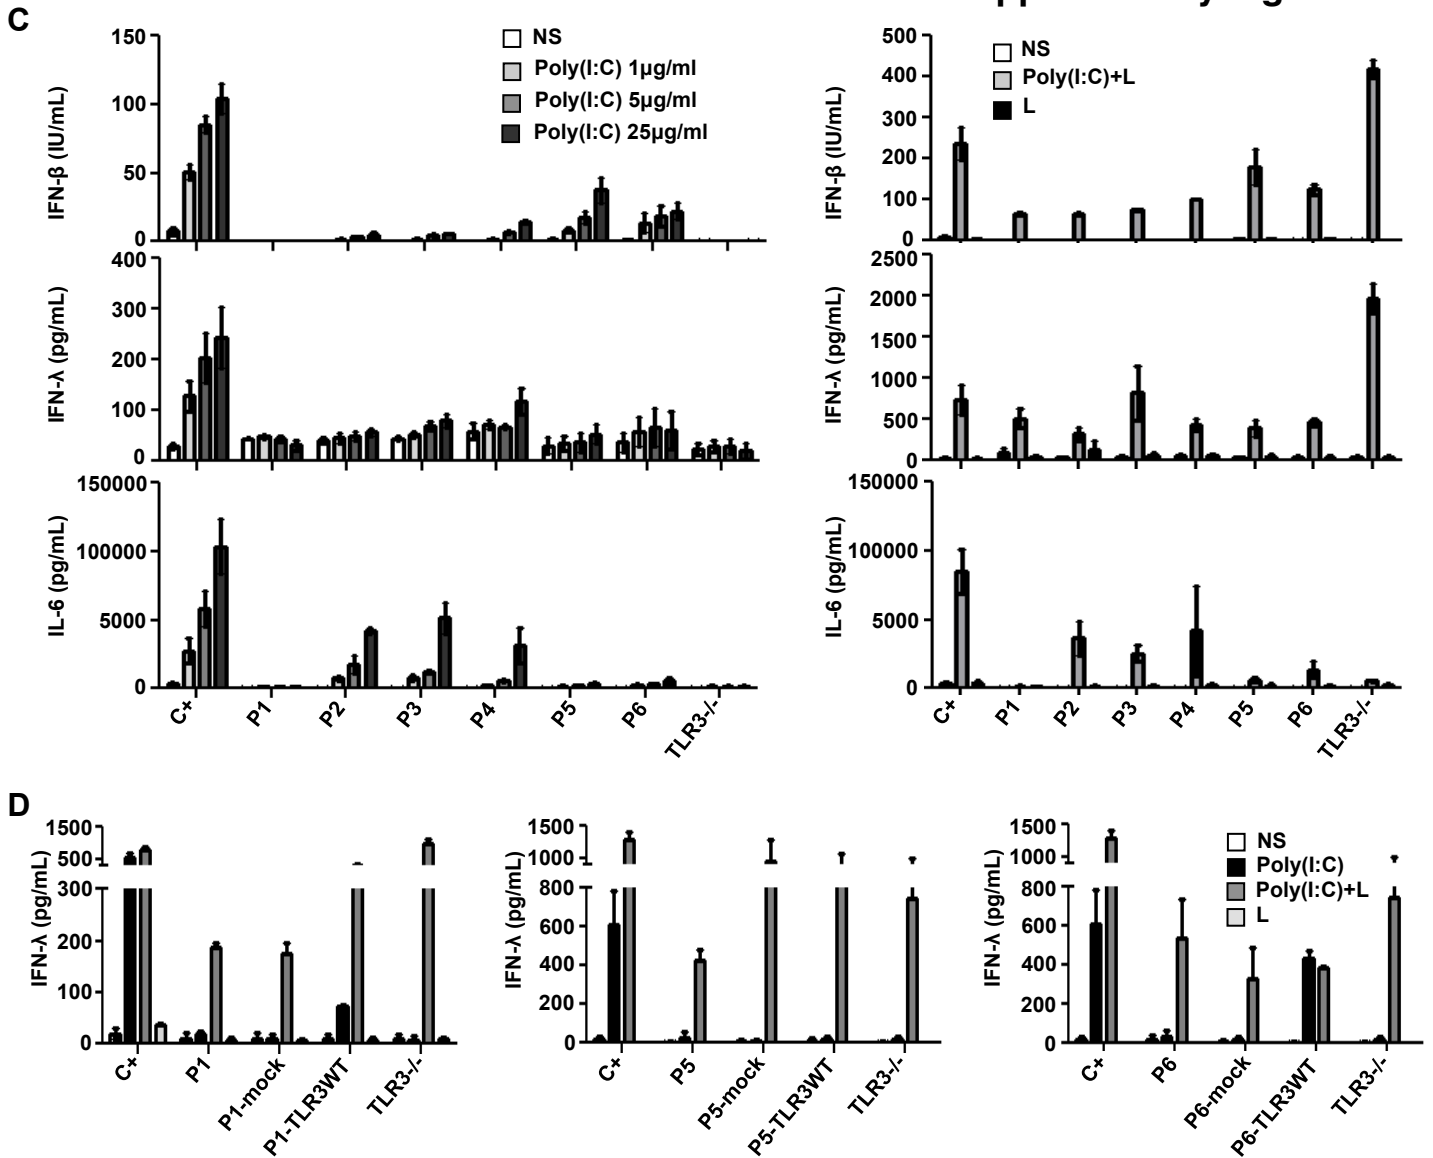 C
150
100
50
0
IFN-β (IU/mL)
NS
Poly(I:C) 1µg/ml
Poly(I:C) 5µg/ml
Poly(I:C) 25µg/ml
500
400
300
200
100
0
IFN-β (IU/mL)
NS
Poly(I:C)+L
L
400
300
200
100
0
IFN-λ (pg/mL)
2500
2000
1500
1000
500
0
IFN-λ (pg/mL)
150000
100000
5000
0
IL-6 (pg/mL)
C+ P1 P2 P3 P4 P5 P6 TLR3-/-
150000
100000
5000
0
IL-6 (pg/mL)
C+ P1 P2 P3 P4 P5 P6 TLR3-/-
D
1500
500
300
200
100
0
IFN-λ (pg/mL)
C+ P1 P1-mock P1-TLR3WT TLR3-/-
1500
1000
800
600
400
200
0
IFN-λ (pg/mL)
C+ P5 P5-mock P5-TLR3WT TLR3-/-
1500
1000
800
600
400
200
0
IFN-λ (pg/mL)
NS
Poly(I:C)
Poly(I:C)+L
L
C+ P6 P6-mock P6-TLR3WT TLR3-/-